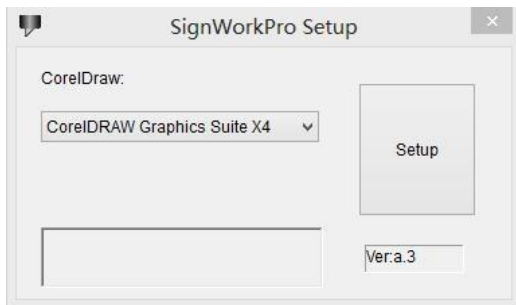 SignWorkPro Setup
CorelDraw:
CorelDRAW Graphics Suite X4
Setup
Ver:a.3